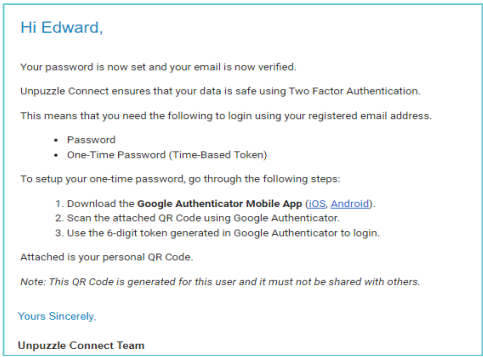 Hi Edward,
Your password is now set and your email is now verified.
Unpuzzle Connect ensures that your data is safe using Two Factor Authentication.
This means that you need the following to login using your registered email address.
• Password
• One-Time Password (Time-Based Token)
To setup your one-time password, go through the following steps:
1. Download the Google Authenticator Mobile App (iOS, Android).
2. Scan the attached QR Code using Google Authenticator.
3. Use the 6-digit token generated in Google Authenticator to login.
Attached is your personal QR Code.
Note: This QR Code is generated for this user and it must not be shared with others.
Yours Sincerely,
Unpuzzle Connect Team